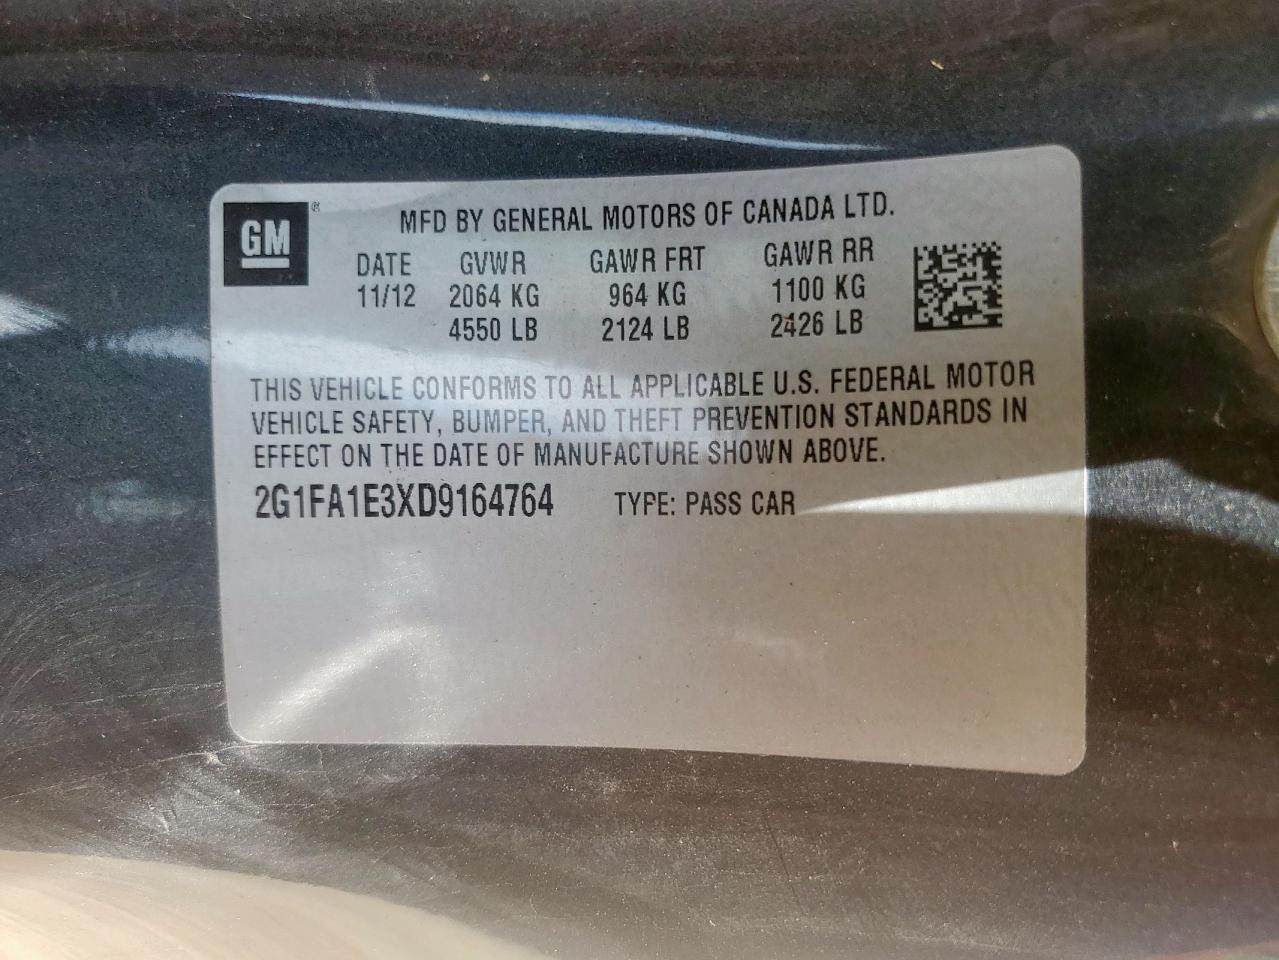 GM ®
MFD BY GENERAL MOTORS OF CANADA LTD.
DATE GVWR GAWR FRT GAWR RR
11/12 2064 KG 964 KG 1100 KG
4550 LB 2124 LB 2426 LB
THIS VEHICLE CONFORMS TO ALL APPLICABLE U.S. FEDERAL MOTOR
VEHICLE SAFETY, BUMPER, AND THEFT PREVENTION STANDARDS IN
EFFECT ON THE DATE OF MANUFACTURE SHOWN ABOVE.
2G1FA1E3XD9164764 TYPE: PASS CAR